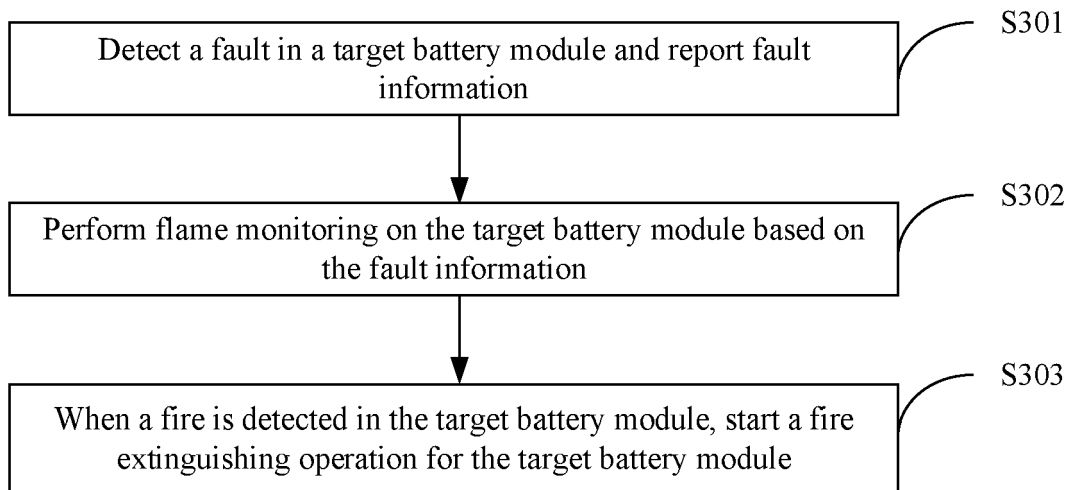 S301
Detect a fault in a target battery module and report fault
information
S302
Perform flame monitoring on the target battery module based on
the fault information
S303
When a fire is detected in the target battery module, start a fire
extinguishing operation for the target battery module